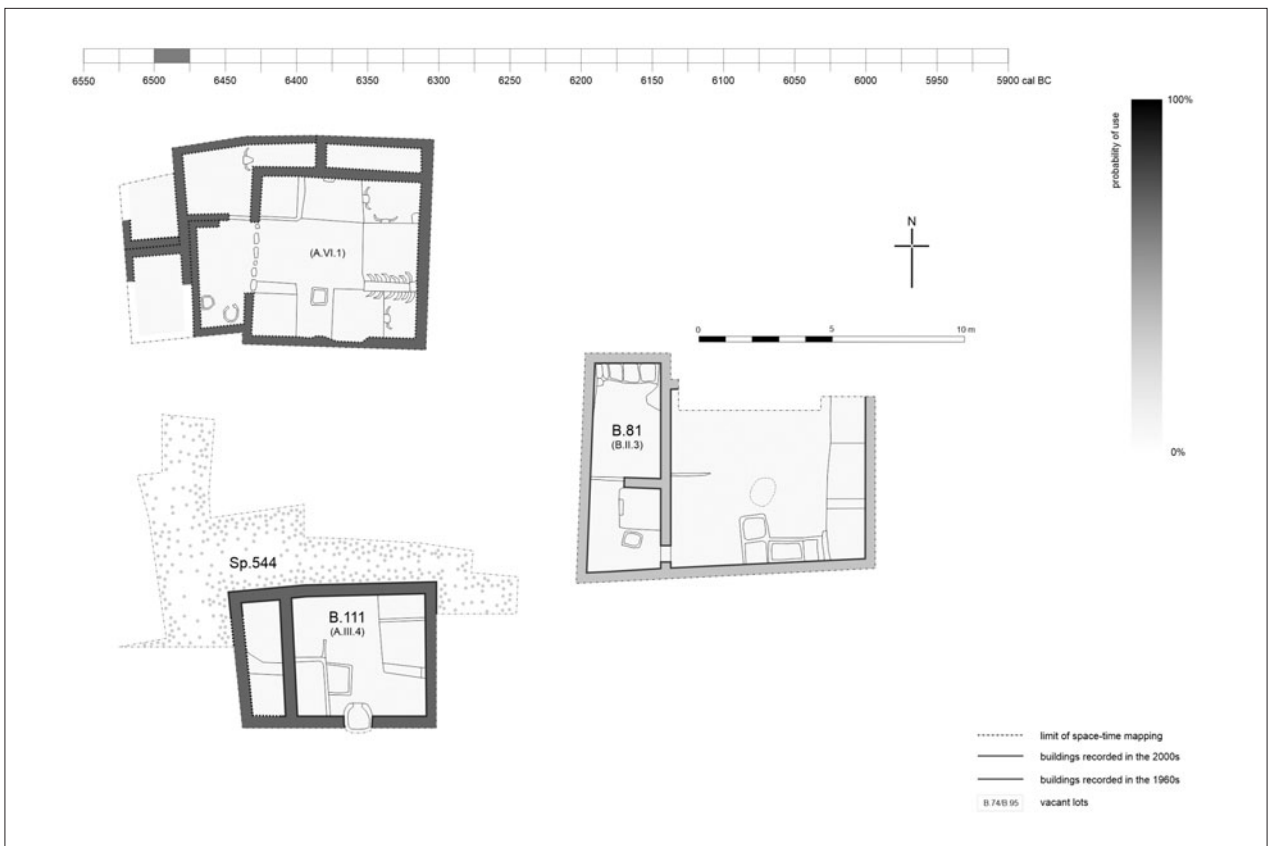 6550 6500 6450 6400 6350 6300 6250 6200 6150 6100 6050 6000 5950 5900 cal BC
100%
probability of use
0%
N
(A.VI.1)
0 5 10 m
B.81
(B.II.3)
Sp.544
B.111
(A.III.4)
limit of space-time mapping
buildings recorded in the 2000s
buildings recorded in the 1960s
B.74/B.95 vacant lots